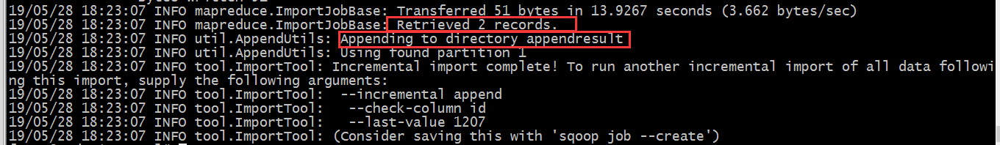 19/05/28 18:23:07 INFO mapreduce.ImportJobBase: Transferred 51 bytes in 13.9267 seconds (3.662 bytes/sec)
19/05/28 18:23:07 INFO mapreduce.ImportJobBase: Retrieved 2 records.
19/05/28 18:23:07 INFO util.AppendUtils: Appending to directory appendresult
19/05/28 18:23:07 INFO util.AppendUtils: Using found partition 1
19/05/28 18:23:07 INFO tool.ImportTool: Incremental import complete! To run another incremental import of all data followi
ng this import, supply the following arguments:
19/05/28 18:23:07 INFO tool.ImportTool:  --incremental append
19/05/28 18:23:07 INFO tool.ImportTool:   --check-column id
19/05/28 18:23:07 INFO tool.ImportTool:   --last-value 1207
19/05/28 18:23:07 INFO tool.ImportTool: (Consider saving this with 'sqoop job --create')